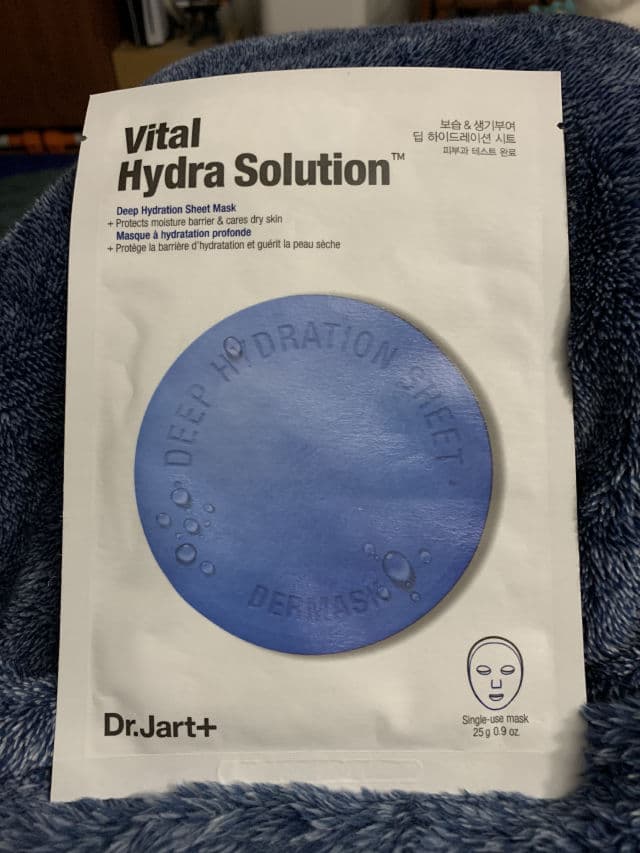 Vital
Hydra Solution™
Deep Hydration Sheet Mask
+ Protects moisture barrier & cares dry skin
Masque à hydratation profonde
+ Protège la barrière d'hydratation et guérit la peau sèche
보습 & 생기부여
딥 하이드레이션 시트
피부과 테스트 완료
· DEEP HYDRATION SHEET ·
DERMASK
Dr.Jart+
Single-use mask
25 g 0.9 oz.